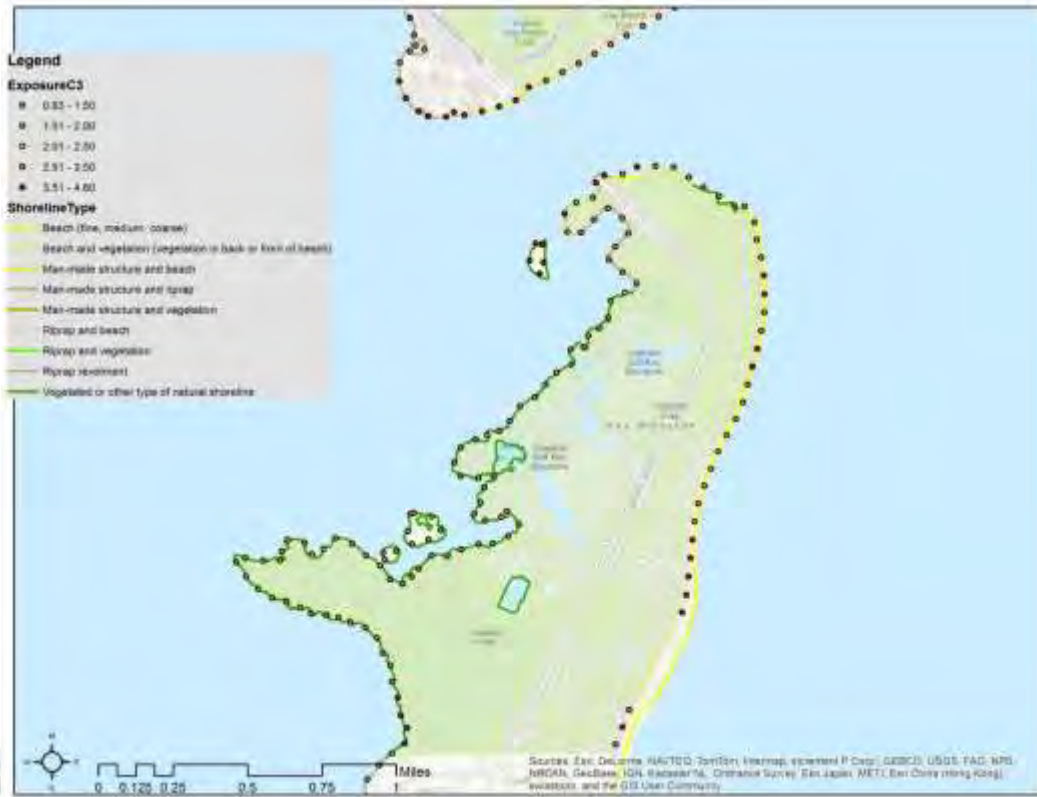 Legend
ExposureC3
0.83 - 1.50
1.51 - 2.00
2.01 - 2.50
2.51 - 3.50
3.51 - 4.60
ShorelineType
Beach (fine, medium, coarse)
Beach and vegetation (vegetation in back or front of beach)
Man-made structure and beach
Man-made structure and riprap
Man-made structure and vegetation
Riprap and beach
Riprap and vegetation
Riprap revetment
Vegetated or other type of natural shoreline
Miles
0 0.125 0.25 0.5 0.75 1
Sources: Esri, DeLorme, NAVTEQ, TomTom, Intermap, increment P Corp., GEBCO, USGS, FAO, NPS,
NRCAN, GeoBase, IGN, Kadaster NL, Ordnance Survey, Esri Japan, METI, Esri China (Hong Kong),
swisstopo, and the GIS User Community